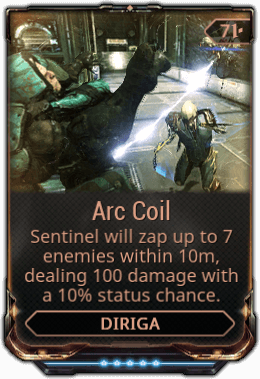 71
Arc Coil
Sentinel will zap up to 7
enemies within 10m,
dealing 100 damage with
a 10% status chance.
DIRIGA